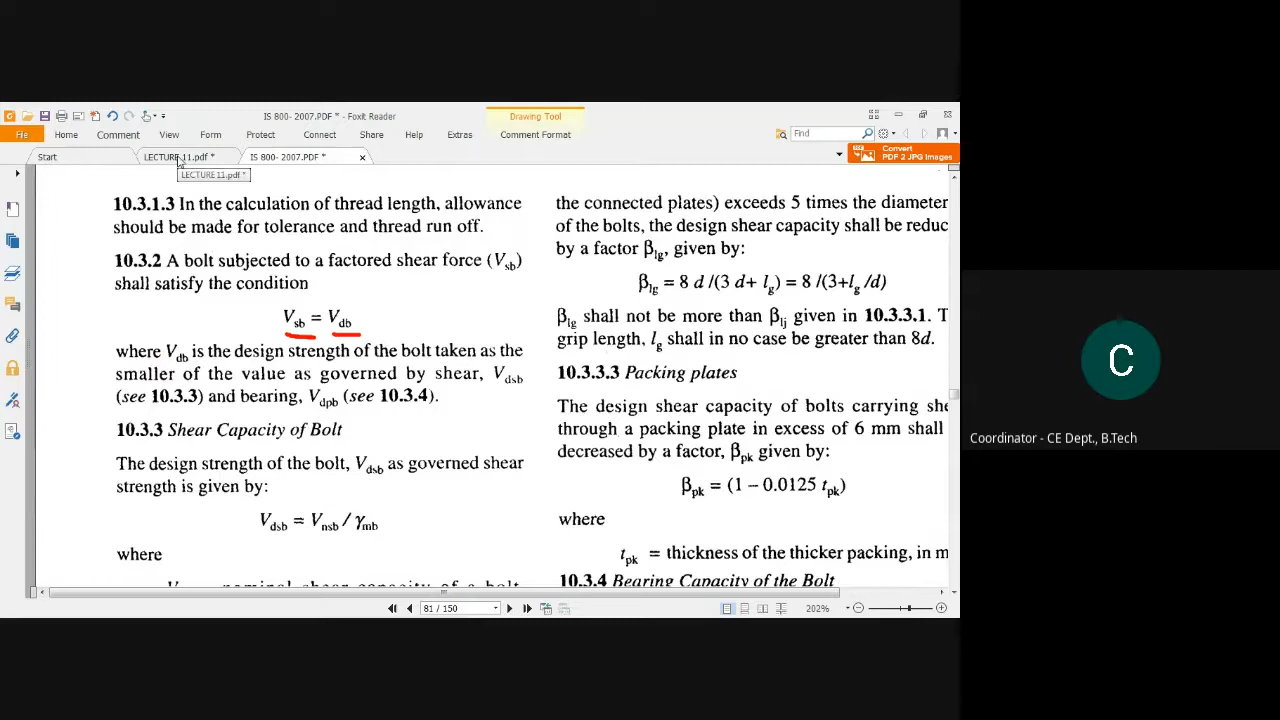 IS 800- 2007.PDF * - Foxit Reader
Drawing Tool
File
Home
Comment
View
Form
Protect
Connect
Share
Help
Extras
Comment Format
Find
Start
LECTURE 11.pdf *
IS 800- 2007.PDF *
Convert
PDF 2 JPG Images
LECTURE 11.pdf *
10.3.1.3 In the calculation of thread length, allowance
should be made for tolerance and thread run off.
10.3.2 A bolt subjected to a factored shear force (Vsb)
shall satisfy the condition
Vsb = Vdb
where Vdb is the design strength of the bolt taken as the
smaller of the value as governed by shear, Vdsb
(see 10.3.3) and bearing, Vdpb (see 10.3.4).
10.3.3 Shear Capacity of Bolt
The design strength of the bolt, Vdsb as governed shear
strength is given by:
Vdsb = Vnsb / γmb
where
nominal shear capacity of a bolt
the connected plates) exceeds 5 times the diameter
of the bolts, the design shear capacity shall be reduc
by a factor βlg, given by:
βlg = 8 d /(3 d+ lg) = 8 /(3+lg /d)
βlg shall not be more than βlj given in 10.3.3.1. T
grip length, lg shall in no case be greater than 8d.
10.3.3.3 Packing plates
The design shear capacity of bolts carrying she
through a packing plate in excess of 6 mm shall
decreased by a factor, βpk given by:
βpk = (1 – 0.0125 tpk)
where
tpk = thickness of the thicker packing, in m
10.3.4 Bearing Capacity of the Bolt
81 / 150
202%
C
Coordinator - CE Dept., B.Tech